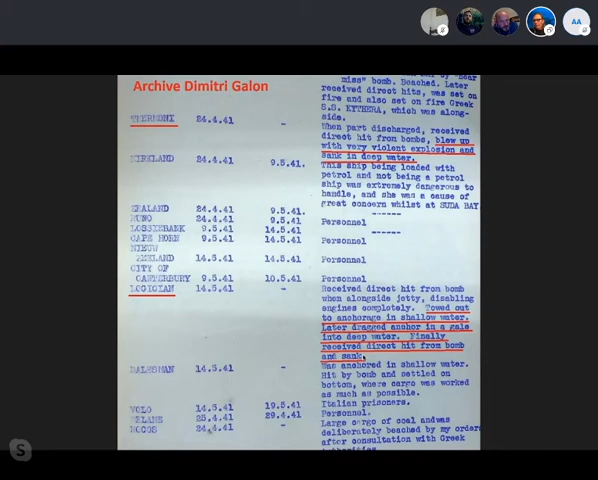 AA
Archive Dimitri Galon
miss" bomb. Beached. Later
received direct hits, was set on
fire and also set on fire Greek
S.S. KYTHERA, which was along-
side.
THERMONI 24.4.41 - When part discharged, received
direct hit from bombs, blew up
with very violent explosion and
sank in deep water.
KIRKLAND 24.4.41 9.5.41. This ship being loaded with
petrol and not being a petrol
ship was extremely dangerous to
handle, and she was a cause of
great concern whilst at SUDA BAY
ZEALAND 24.4.41 9.5.41. ------
RUNO 24.4.41 9.5.41 Personnel
LOSSIEBANK 9.5.41 14.5.41 ------
CAPE HORN 9.5.41 14.5.41 Personnel
NIEUW
ZEELAND 14.5.41 14.5.41 Personnel
CITY OF
CANTERBURY 9.5.41 10.5.41 Personnel
LOGICIAN 14.5.41 - Received direct hit from bomb
when alongside jetty, disabling
engines completely. Towed out
to anchorage in shallow water.
Later dragged anchor in a gale
into deep water. Finally
received direct hit from bomb
and sank.
DALESMAN 14.5.41 - Was anchored in shallow water.
Hit by bomb and settled on
bottom, where cargo was worked
as much as possible.
VOLO 14.5.41 19.5.41 Italian prisoners.
25.4.41 29.4.41 Personnel.
24.4.41 - Large cargo of coal andwas
deliberately beached by my orders
after consultation with Greek